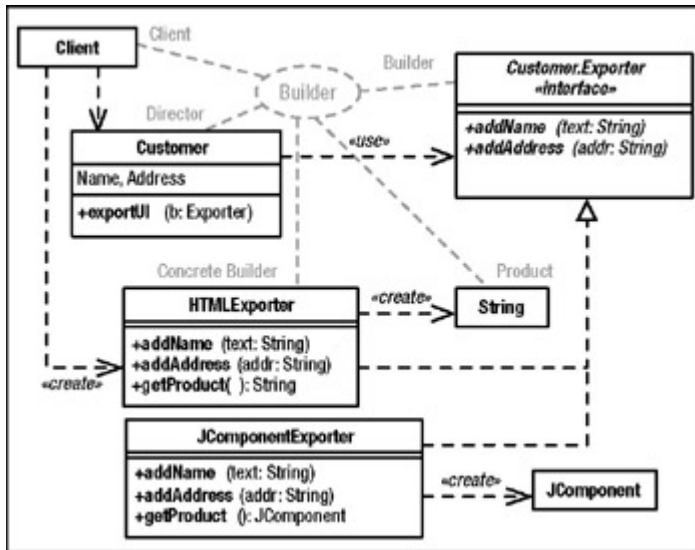 Client
Client
Builder
Builder
Customer.Exporter
«interface»
+addName (text: String)
+addAddress (addr: String)
Director
Customer
Name, Address
+exportUI (b: Exporter)
«use»
Concrete Builder
Product
HTMLExporter
+addName (text: String)
+addAddress (addr: String)
+getProduct( ): String
«create»
String
«create»
JComponentExporter
+addName (text: String)
+addAddress (addr: String)
+getProduct (): JComponent
«create»
JComponent